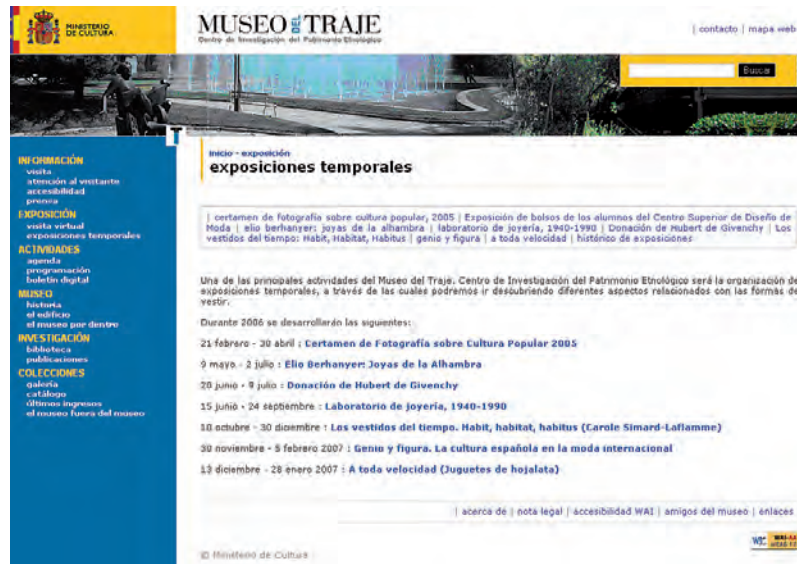 MINISTERIO
DE CULTURA
MUSEO DEL TRAJE
Centro de Investigación del Patrimonio Etnológico
| contacto | mapa web
Buscar
T
INFORMACIÓN
visita
atención al visitante
accesibilidad
prensa
EXPOSICIÓN
visita virtual
exposiciones temporales
ACTIVIDADES
agenda
programación
boletín digital
MUSEO
historia
el edificio
el museo por dentro
INVESTIGACIÓN
biblioteca
publicaciones
COLECCIONES
galería
catálogo
últimos ingresos
el museo fuera del museo
inicio - exposición
exposiciones temporales
| certamen de fotografía sobre cultura popular, 2005 | Exposición de bolsos de los alumnos del Centro Superior de Diseño de
Moda | elio berhanyer: joyas de la alhambra | laboratorio de joyería, 1940-1990 | Donación de Hubert de Givenchy | Los
vestidos del tiempo: Habit, Habitat, Habitus | genio y figura | a toda velocidad | histórico de exposiciones
Una de las principales actividades del Museo del Traje. Centro de Investigación del Patrimonio Etnológico será la organización de
exposiciones temporales, a través de las cuales podremos ir descubriendo diferentes aspectos relacionados con las formas de
vestir.
Durante 2006 se desarrollarán las siguientes:
21 febrero - 30 abril : Certamen de Fotografía sobre Cultura Popular 2005
9 mayo - 2 julio : Elio Berhanyer: Joyas de la Alhambra
20 junio - 9 julio : Donación de Hubert de Givenchy
15 junio - 24 septiembre : Laboratorio de joyería, 1940-1990
18 octubre - 30 diciembre : Los vestidos del tiempo. Habit, habitat, habitus (Carole Simard-Laflamme)
30 noviembre - 5 febrero 2007 : Genio y figura. La cultura española en la moda internacional
13 diciembre - 28 enero 2007 : A toda velocidad (Juguetes de hojalata)
| acerca de | nota legal | accesibilidad WAI | amigos del museo | enlaces
© Ministerio de Cultura